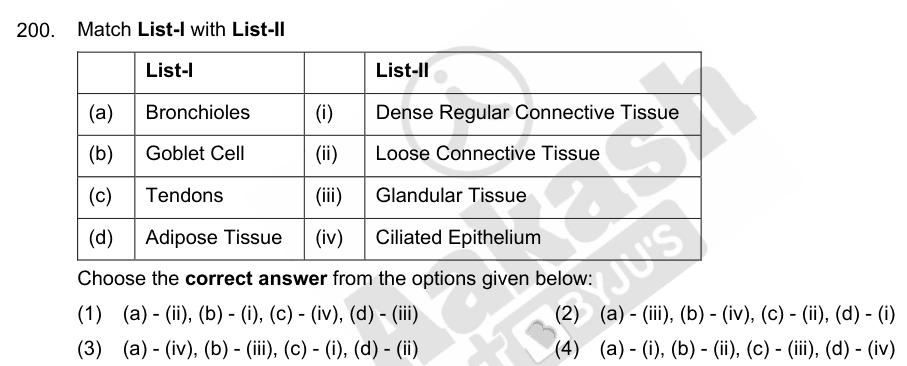 200. Match List-I with List-II
List-I List-II
(a) Bronchioles (i) Dense Regular Connective Tissue
(b) Goblet Cell (ii) Loose Connective Tissue
(c) Tendons (iii) Glandular Tissue
(d) Adipose Tissue (iv) Ciliated Epithelium
Choose the correct answer from the options given below:
(1) (a) - (ii), (b) - (i), (c) - (iv), (d) - (iii) (2) (a) - (iii), (b) - (iv), (c) - (ii), (d) - (i)
(3) (a) - (iv), (b) - (iii), (c) - (i), (d) - (ii) (4) (a) - (i), (b) - (ii), (c) - (iii), (d) - (iv)
Aakash
BYJU'S